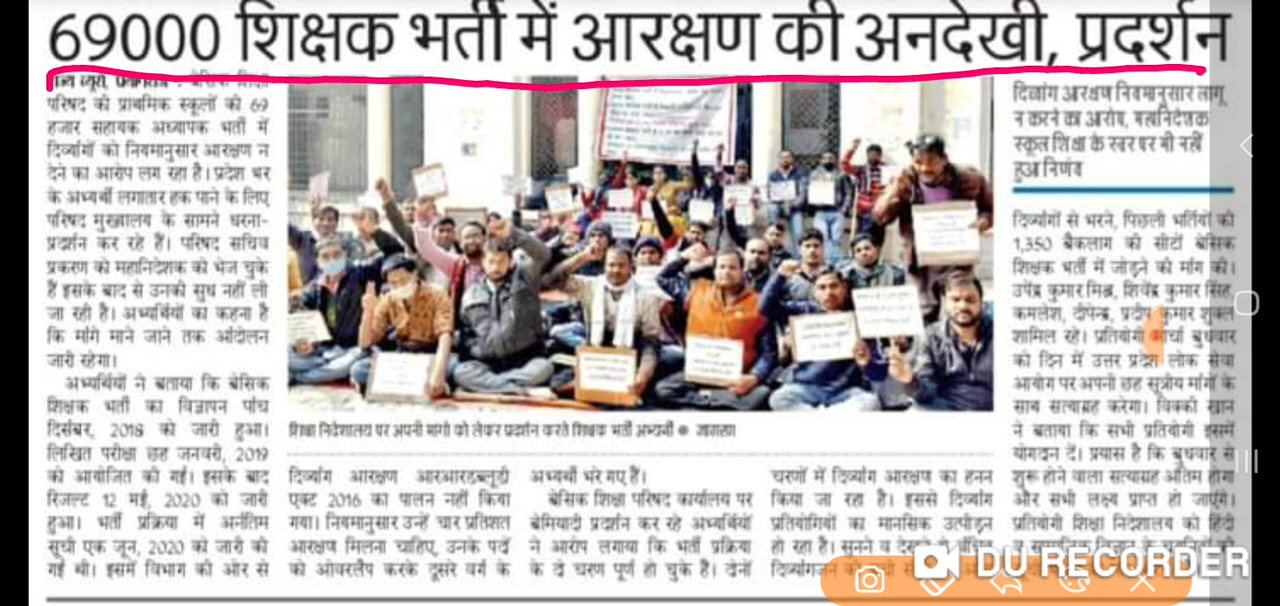 69000 शिक्षक भर्ती में आरक्षण की अनदेखी, प्रदर्शन
राज्य ब्यूरो, प्रयागराज : बेसिक शिक्षा
परिषद की प्राथमिक स्कूलों की 69
हजार सहायक अध्यापक भर्ती में
दिव्यांगों को नियमानुसार आरक्षण न
देने का आरोप लग रहा है। प्रदेश भर
के अभ्यर्थी लगातार हक पाने के लिए
परिषद मुख्यालय के सामने धरना-
प्रदर्शन कर रहे हैं। परिषद सचिव
प्रकरण को महानिदेशक को भेज चुके
हैं इसके बाद से उनकी सुध नहीं ली
जा रही है। अभ्यर्थियों का कहना है
कि मांगे माने जाने तक आंदोलन
जारी रहेगा।
अभ्यर्थियों ने बताया कि बेसिक
शिक्षक भर्ती का विज्ञापन पांच
दिसंबर, 2018 को जारी हुआ।
लिखित परीक्षा छह जनवरी, 2019
को आयोजित की गई। इसके बाद
रिजल्ट 12 मई, 2020 को जारी
हुआ। भर्ती प्रक्रिया में अनंतिम
सूची एक जून, 2020 को जारी की
गई थी। इसमें विभाग की ओर से
शिक्षा निदेशालय पर अपनी मांगों को लेकर प्रदर्शन करते शिक्षक भर्ती अभ्यर्थी ● जागरण
दिव्यांग आरक्षण आरआरडब्लूडी
एक्ट 2016 का पालन नहीं किया
गया। नियमानुसार उन्हें चार प्रतिशत
आरक्षण मिलना चाहिए, उनके पदों
को ओवरलैप करके दूसरे वर्ग के
अभ्यर्थी भरे गए हैं।
बेसिक शिक्षा परिषद कार्यालय पर
बेमियादी प्रदर्शन कर रहे अभ्यर्थियों
ने आरोप लगाया कि भर्ती प्रक्रिया
के दो चरण पूर्ण हो चुके हैं। दोनों
चरणों में दिव्यांग आरक्षण का हनन
किया जा रहा है। इससे दिव्यांग
प्रतियोगियों का मानसिक उत्पीड़न
हो रहा है। सुनने व देखने
दिव्यांगजन
दिव्यांग आरक्षण नियमानुसार लागू
न करने का आरोप, महानिदेशक
स्कूल शिक्षा के स्तर पर भी नहीं
हुआ निर्णय
दिव्यांगों से भरने, पिछली भर्तियों को
1,350 बैकलाग की सीटों बेसिक
शिक्षक भर्ती में जोड़ने की मांग की।
उपेंद्र कुमार मिश्र, शिवेंद्र कुमार सिंह,
कमलेश, दीपेन्द्र, प्रदीप कुमार शुक्ल
शामिल रहे। प्रतियोगी मोर्चा बुधवार
को दिन में उत्तर प्रदेश लोक सेवा
आयोग पर अपनी छह सूत्रीय मांगों के
साथ सत्याग्रह करेगा। विक्की खान
ने बताया कि सभी प्रतियोगी इसमें
योगदान दें। प्रयास है कि बुधवार से
शुरू होने वाला सत्याग्रह अंतिम होगा
और सभी लक्ष्य प्राप्त हो जाएंगे।
प्रतियोगी शिक्षा निदेशालय को हिंदी
DU RECORDER